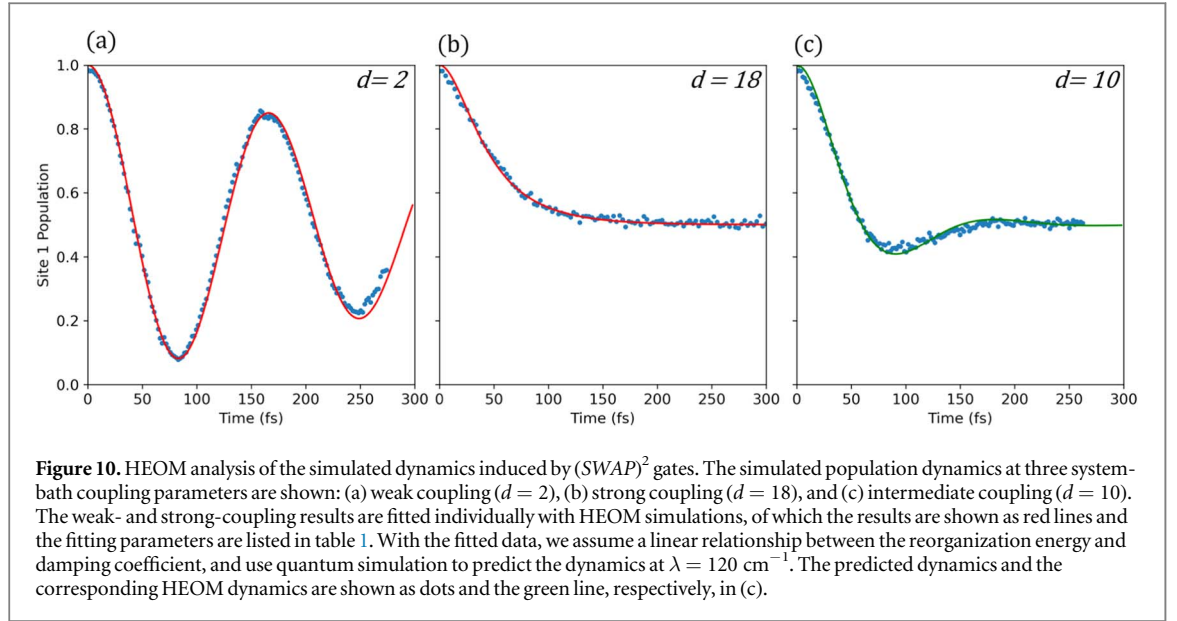 (a)
(b)
(c)
d= 2
d= 18
d= 10
1.0
0.8
0.6
0.4
0.2
0.0
Site 1 Population
0 50 100 150 200 250 300
0 50 100 150 200 250 300
0 50 100 150 200 250 300
Time (fs)
Time (fs)
Time (fs)
Figure 10. HEOM analysis of the simulated dynamics induced by (SWAP)² gates. The simulated population dynamics at three system-
bath coupling parameters are shown: (a) weak coupling (d = 2), (b) strong coupling (d = 18), and (c) intermediate coupling (d = 10).
The weak- and strong-coupling results are fitted individually with HEOM simulations, of which the results are shown as red lines and
the fitting parameters are listed in table 1. With the fitted data, we assume a linear relationship between the reorganization energy and
damping coefficient, and use quantum simulation to predict the dynamics at λ = 120 cm⁻¹. The predicted dynamics and the
corresponding HEOM dynamics are shown as dots and the green line, respectively, in (c).